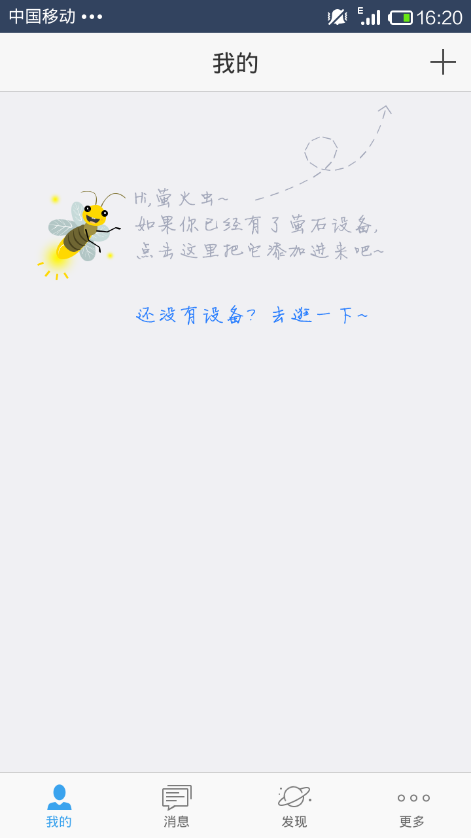 中国移动 •••
E
16:20
我的
Hi,萤火虫~
如果你已经有了萤石设备,
点击这里把它添加进来吧~
还没有设备? 去逛一下~
我的
消息
发现
更多